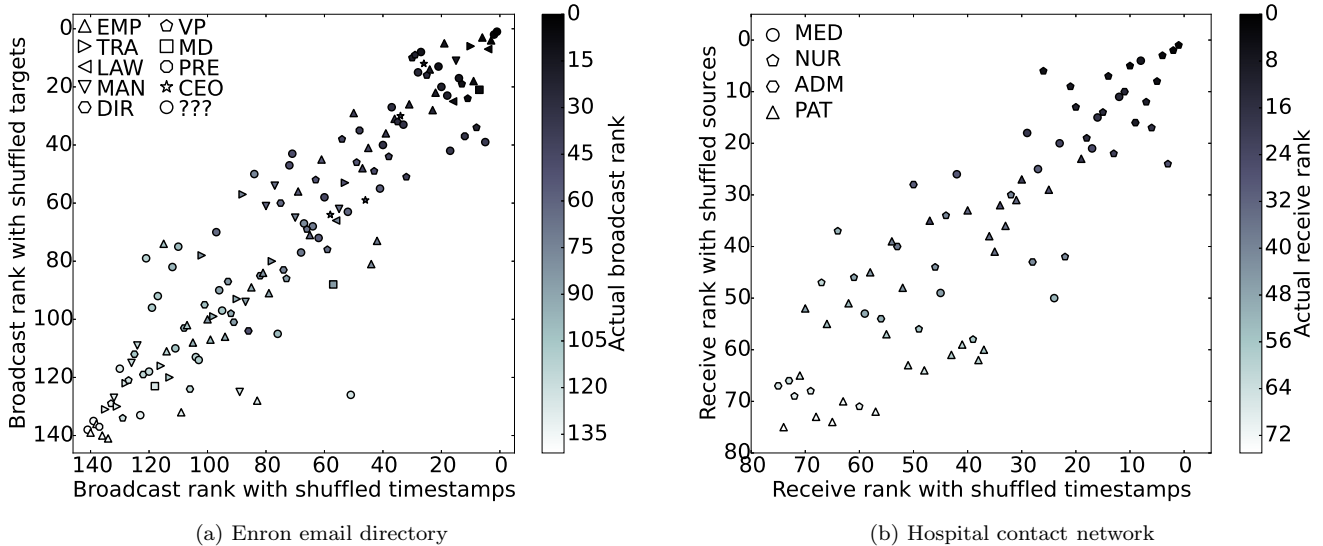 EMP VP
TRA MD
LAW PRE
MAN CEO
DIR ???
0
20
40
60
80
100
120
140
Broadcast rank with shuffled targets
140 120 100 80 60 40 20 0
Broadcast rank with shuffled timestamps
0
15
30
45
60
75
90
105
120
135
Actual broadcast rank
(a) Enron email directory
MED
NUR
ADM
PAT
0
10
20
30
40
50
60
70
80
Receive rank with shuffled sources
80 70 60 50 40 30 20 10 0
Receive rank with shuffled timestamps
0
8
16
24
32
40
48
56
64
72
Actual receive rank
(b) Hospital contact network